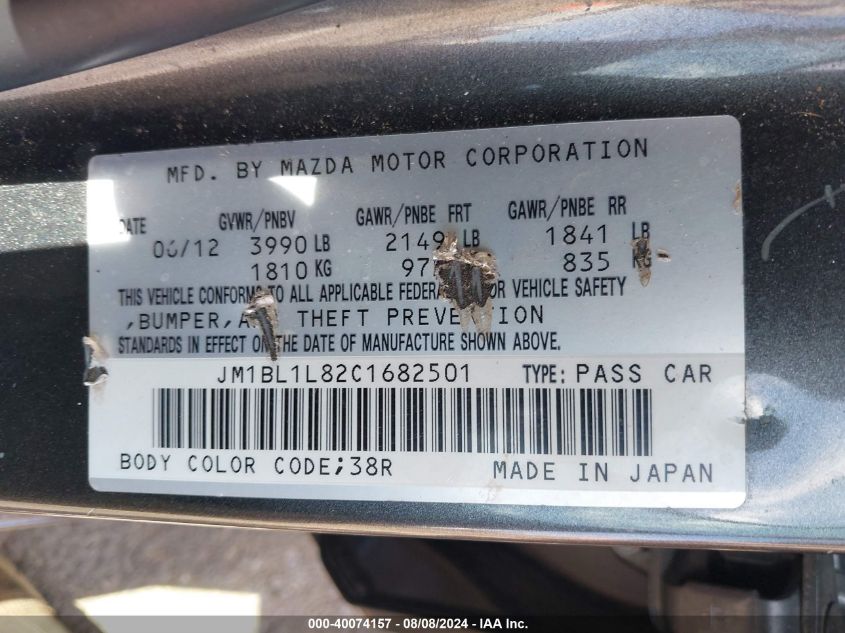 MFD. BY MAZDA MOTOR CORPORATION
DATE GVWR/PNBV GAWR/PNBE FRT GAWR/PNBE RR
06/12 3990 LB 2149 LB 1841 LB
1810 KG 835 KG
THIS VEHICLE CONFORMS TO ALL APPLICABLE FEDERAL MOTOR VEHICLE SAFETY
,BUMPER, THEFT PREVENTION
STANDARDS IN EFFECT ON THE DATE OF MANUFACTURE SHOWN ABOVE.
JM1BL1L82C1682501 TYPE: PASS CAR
BODY COLOR CODE;38R MADE IN JAPAN
000-40074157 - 08/08/2024 - IAA Inc.